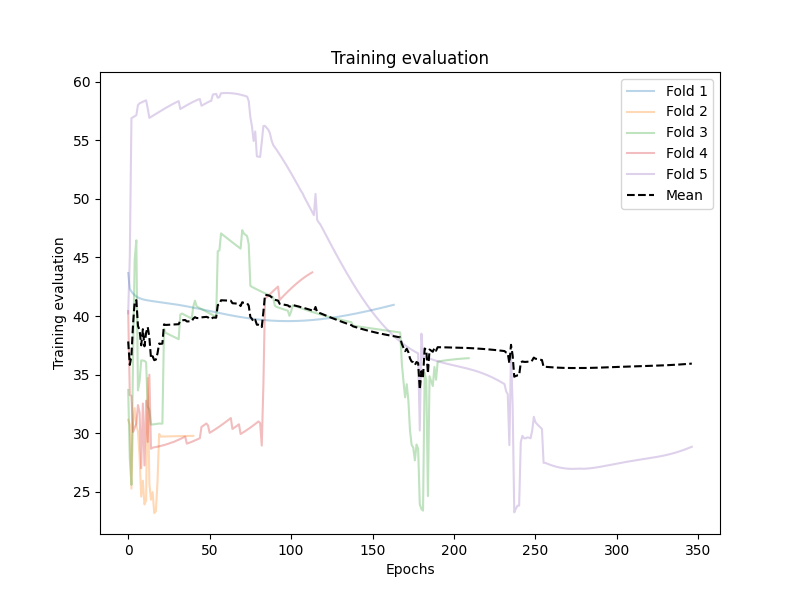 Training evaluation
60
55
50
45
40
35
30
25
Training evaluation
0
50
100
150
200
250
300
350
Epochs
Fold 1
Fold 2
Fold 3
Fold 4
Fold 5
Mean